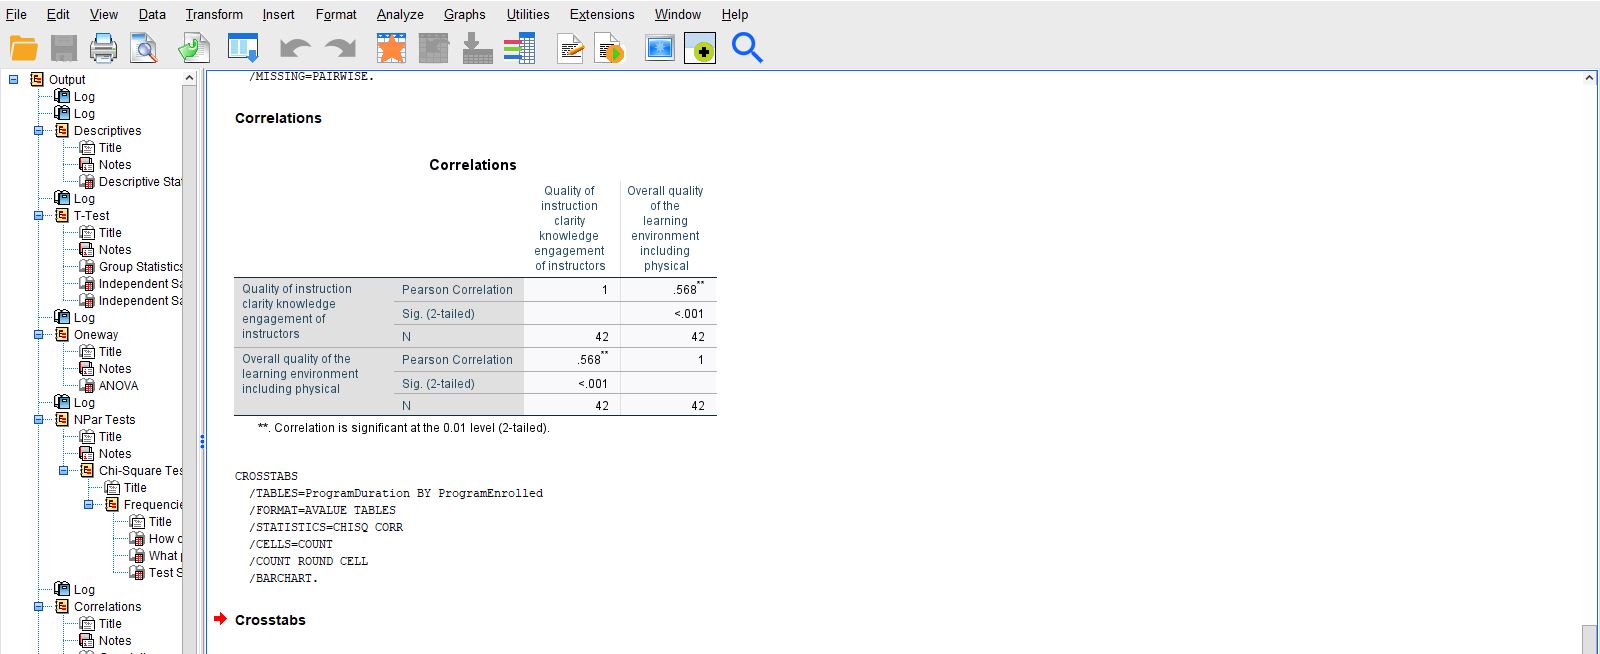 File Edit View Data Transform Insert Format Analyze Graphs Utilities Extensions Window Help
Output
Log
Log
Descriptives
Title
Notes
Descriptive Sta
Log
T-Test
Title
Notes
Group Statistics
Independent Sa
Independent Sa
Log
Oneway
Title
Notes
ANOVA
Log
NPar Tests
Title
Notes
Chi-Square Tes
Title
Frequencie
Title
How
What
Test S
Log
Correlations
Title
Notes
/MISSING=PAIRWISE.
Correlations
Correlations
Quality of instruction clarity knowledge engagement of instructors
Overall quality of the learning environment including physical
Quality of instruction clarity knowledge engagement of instructors
Pearson Correlation 1 .568**
Sig. (2-tailed) <.001
N 42 42
Overall quality of the learning environment including physical
Pearson Correlation .568** 1
Sig. (2-tailed) <.001
N 42 42
**. Correlation is significant at the 0.01 level (2-tailed).
CROSSTABS
/TABLES=ProgramDuration BY ProgramEnrolled
/FORMAT=AVALUE TABLES
/STATISTICS=CHISQ CORR
/CELLS=COUNT
/COUNT ROUND CELL
/BARCHART.
Crosstabs